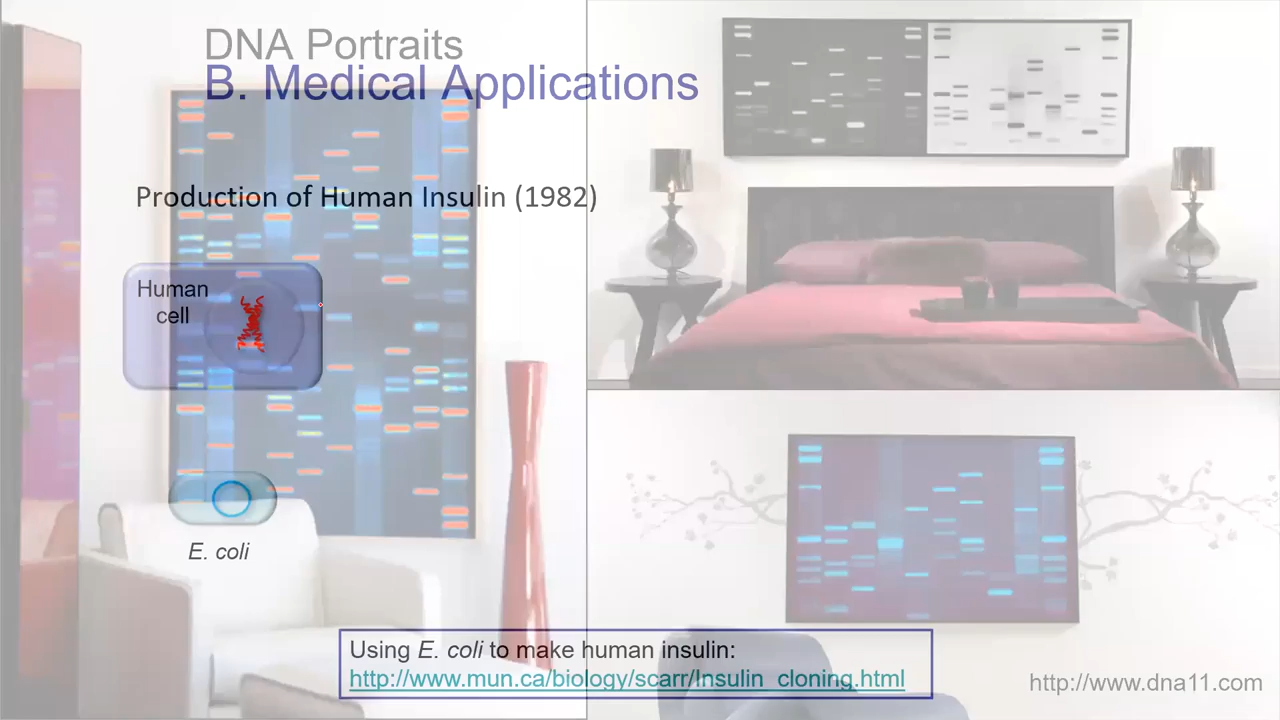 DNA Portraits
B. Medical Applications
Production of Human Insulin (1982)
Human
cell
E. coli
Using E. coli to make human insulin:
http://www.mun.ca/biology/scarr/Insulin_cloning.html
http://www.dna11.com